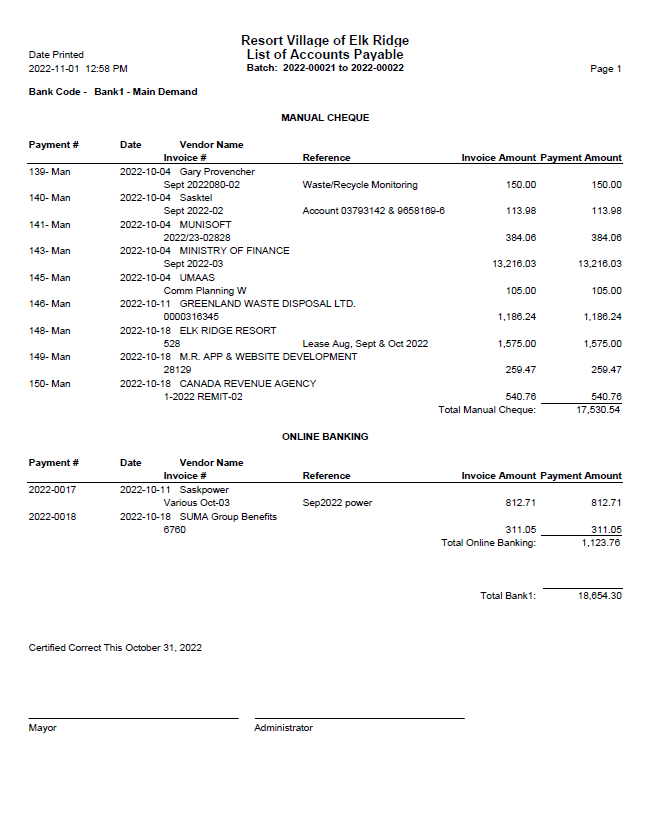 Resort Village of Elk Ridge
Date Printed List of Accounts Payable
2022-11-01 12:58 PM Batch: 2022-00021 to 2022-00022 Page 1
Bank Code - Bank1 - Main Demand
MANUAL CHEQUE
Payment # Date Vendor Name
Invoice # Reference Invoice Amount Payment Amount
139- Man 2022-10-04 Gary Provencher
Sept 2022080-02 Waste/Recycle Monitoring 150.00 150.00
140- Man 2022-10-04 Sasktel
Sept 2022-02 Account 03793142 & 9658169-6 113.98 113.98
141- Man 2022-10-04 MUNISOFT
2022/23-02828 384.06 384.06
143- Man 2022-10-04 MINISTRY OF FINANCE
Sept 2022-03 13,216.03 13,216.03
145- Man 2022-10-04 UMAAS
Comm Planning W 105.00 105.00
146- Man 2022-10-11 GREENLAND WASTE DISPOSAL LTD.
0000316345 1,186.24 1,186.24
148- Man 2022-10-18 ELK RIDGE RESORT
528 Lease Aug, Sept & Oct 2022 1,575.00 1,575.00
149- Man 2022-10-18 M.R. APP & WEBSITE DEVELOPMENT
28129 259.47 259.47
150- Man 2022-10-18 CANADA REVENUE AGENCY
1-2022 REMIT-02 540.76 540.76
Total Manual Cheque: 17,530.54
ONLINE BANKING
Payment # Date Vendor Name
Invoice # Reference Invoice Amount Payment Amount
2022-0017 2022-10-11 Saskpower
Various Oct-03 Sep2022 power 812.71 812.71
2022-0018 2022-10-18 SUMA Group Benefits
6760 311.05 311.05
Total Online Banking: 1,123.76
Total Bank1: 18,654.30
Certified Correct This October 31, 2022
Mayor Administrator